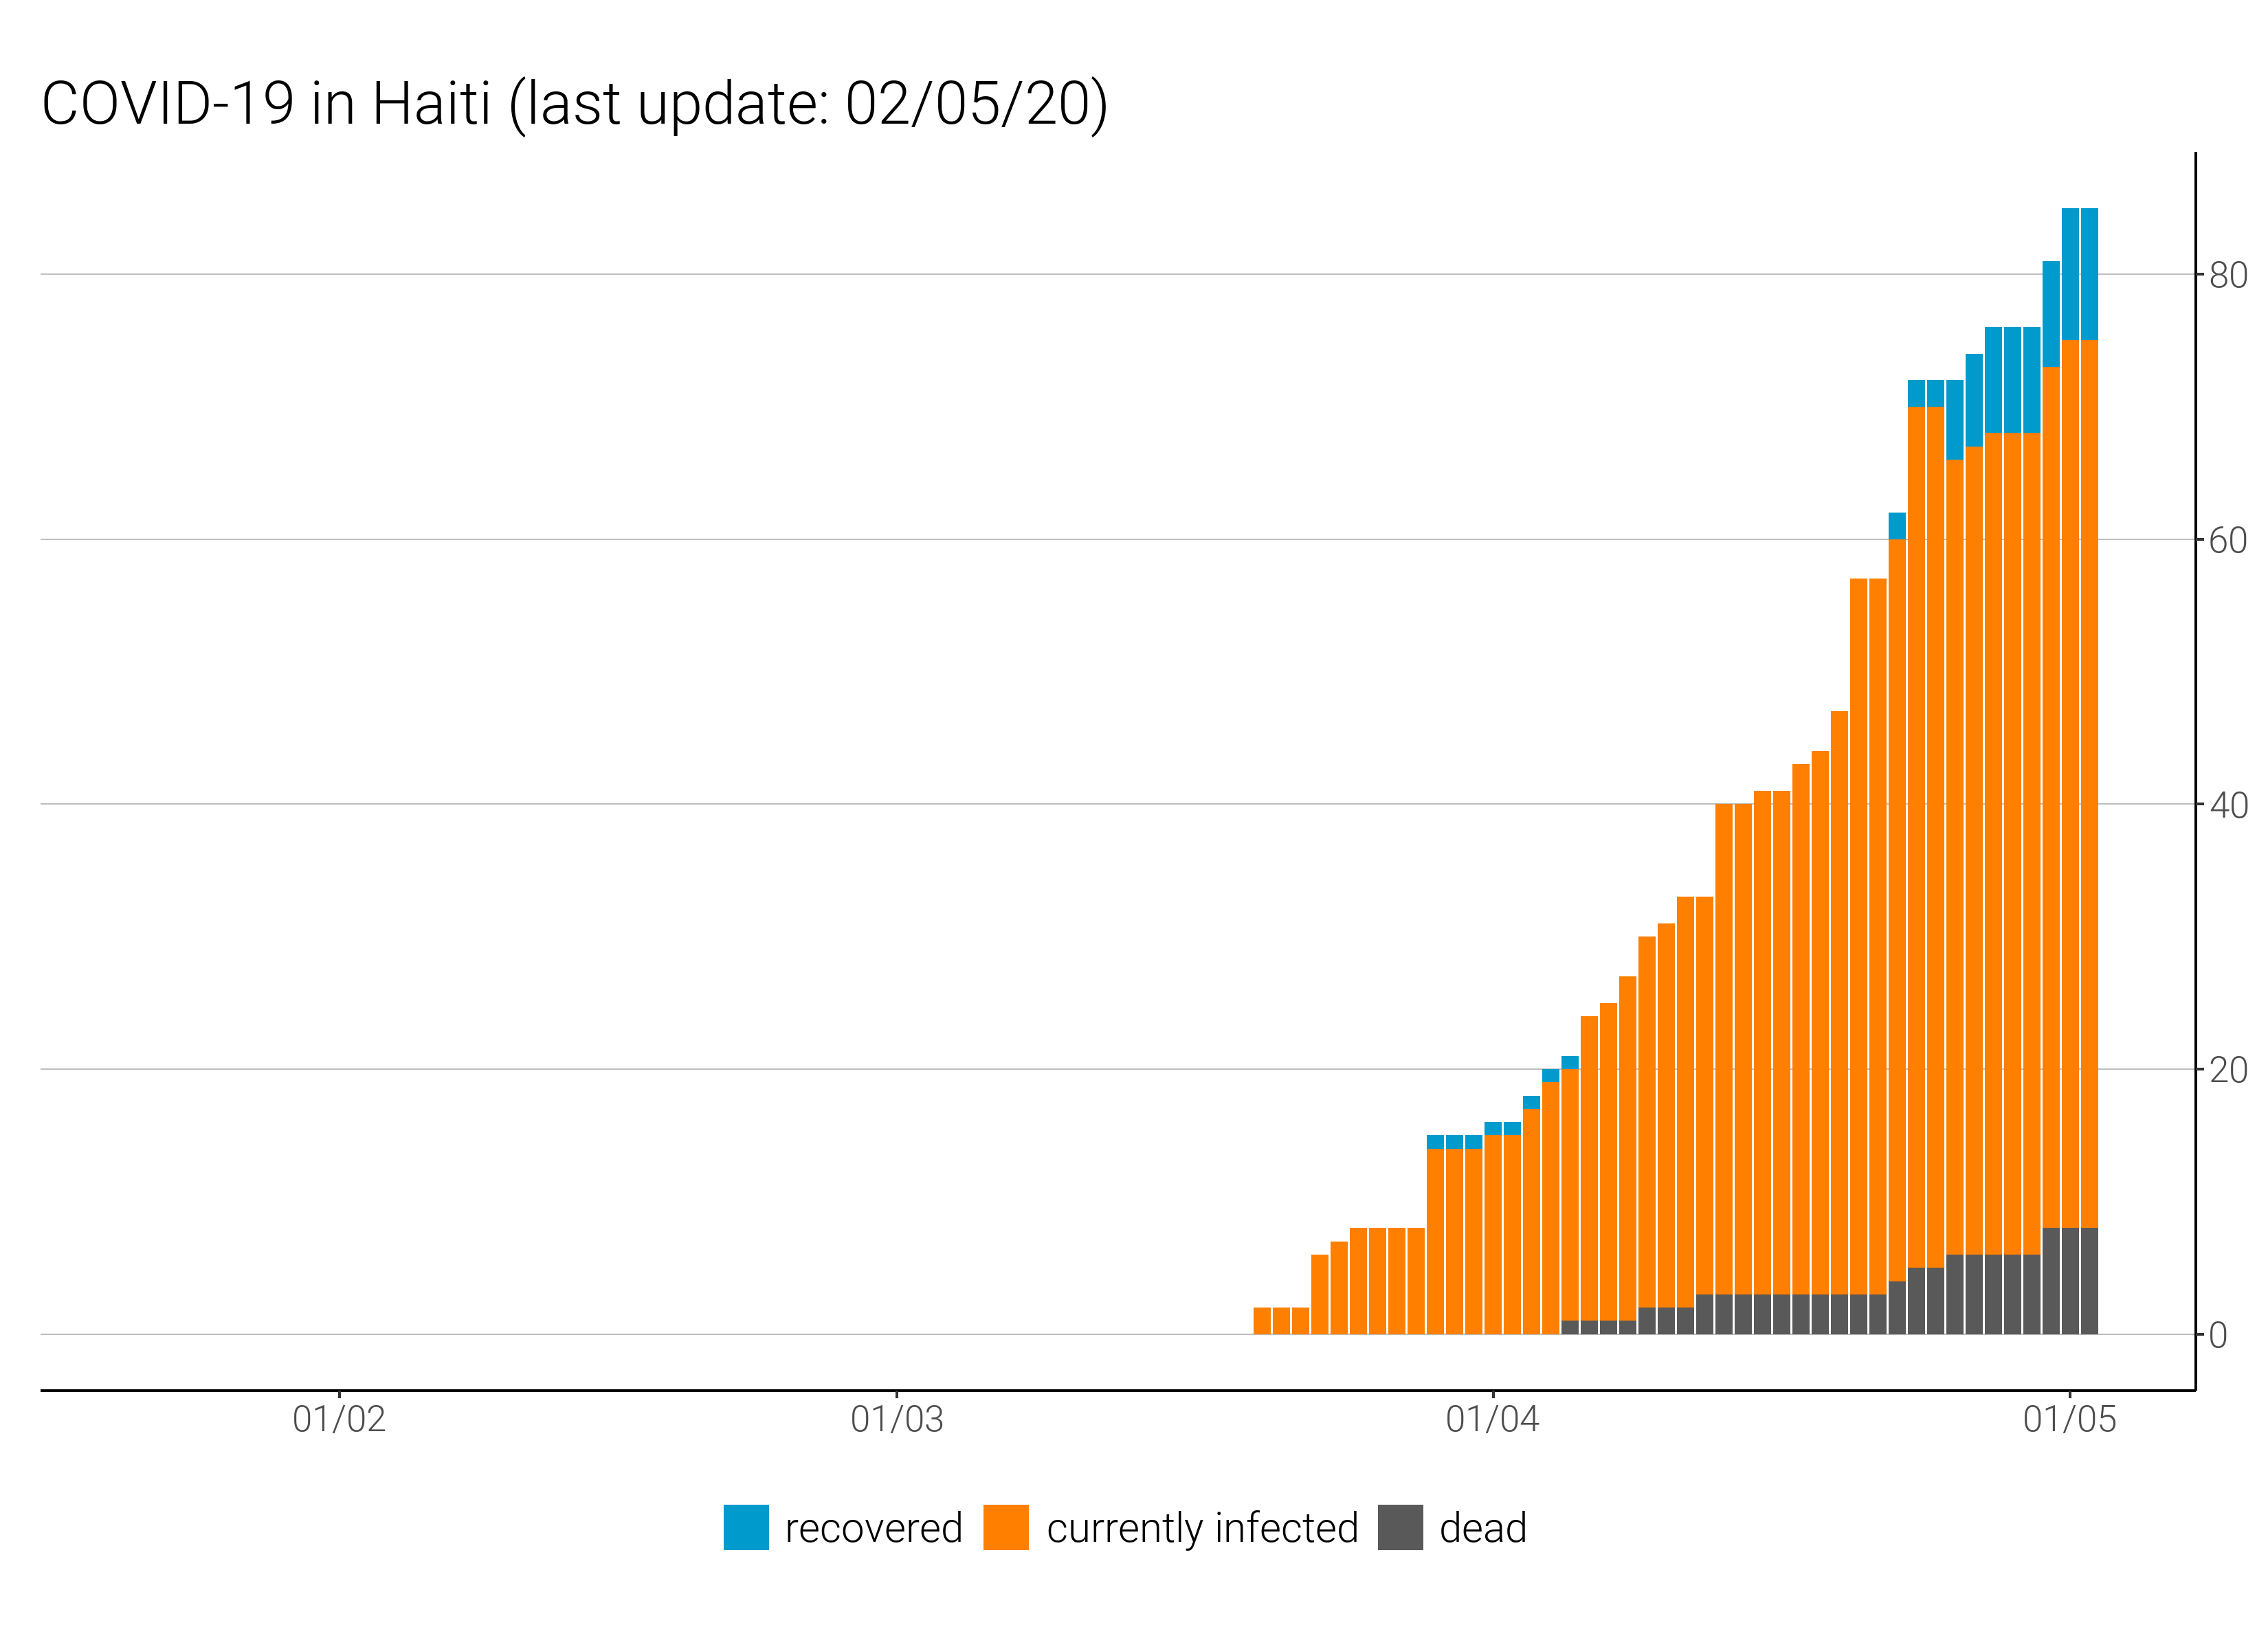 COVID-19 in Haiti (last update: 02/05/20)
80
60
40
20
0
01/02 01/03 01/04 01/05
recovered currently infected dead